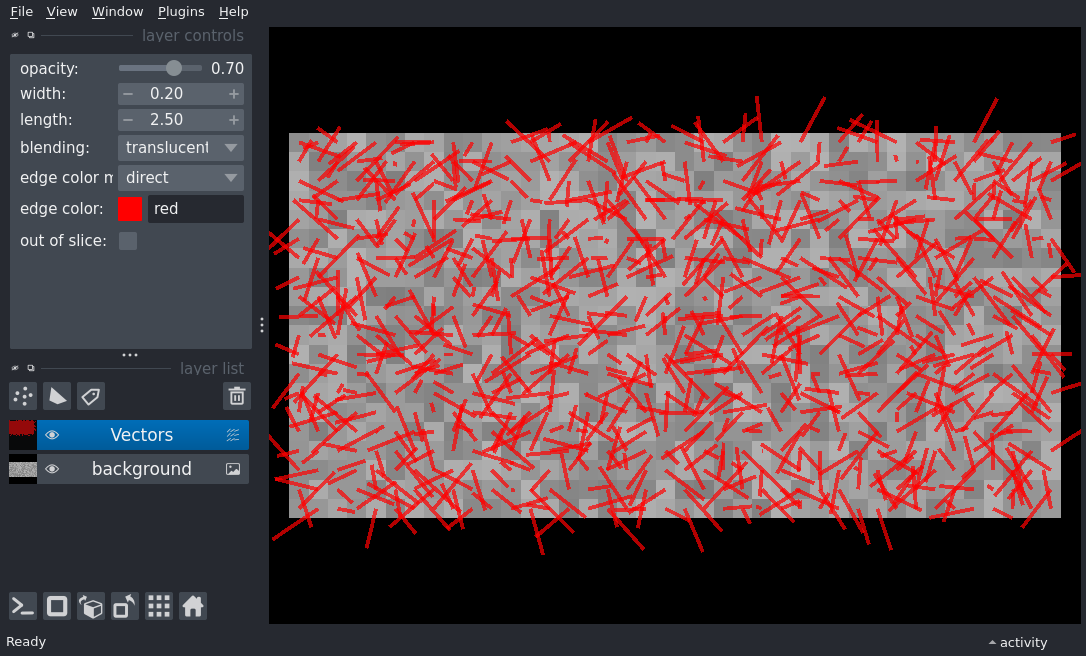 File View Window Plugins Help
layer controls
opacity: 0.70
width: − 0.20 +
length: − 2.50 +
blending: translucent
edge color m direct
edge color: red
out of slice:
layer list
Vectors
background
Ready activity